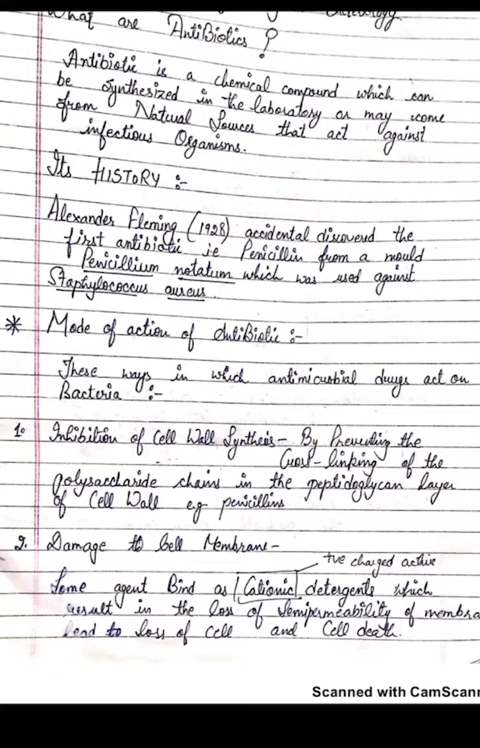 What are AntiBiotics ?
Antibiotic is a chemical compound which can
be synthesized in the laboratory or may come
from Natural Sources that act against
infectious Organisms.
Its HISTORY :-
Alexander Fleming (1928) accidental discoverd the
first antibiotic ie Penicillin from a mould
Penicillium notatum which was used against
Staphylococcus aureus.
* Mode of action of AntiBiotic :-
These ways in which antimicrobial drugs act on
Bacteria :-
1. Inhibition of Cell Wall Synthesis - By Preventing the
Cross-linking of the
polysaccharide chains in the peptidoglycan layer
of Cell Wall e.g penicillins
2. Damage to Cell Membrane -
+ve charged active
Some agent Bind as Cationic detergents which
result in the loss of Semipermeability of membra
lead to loss of cell and Cell death.
Scanned with CamScann